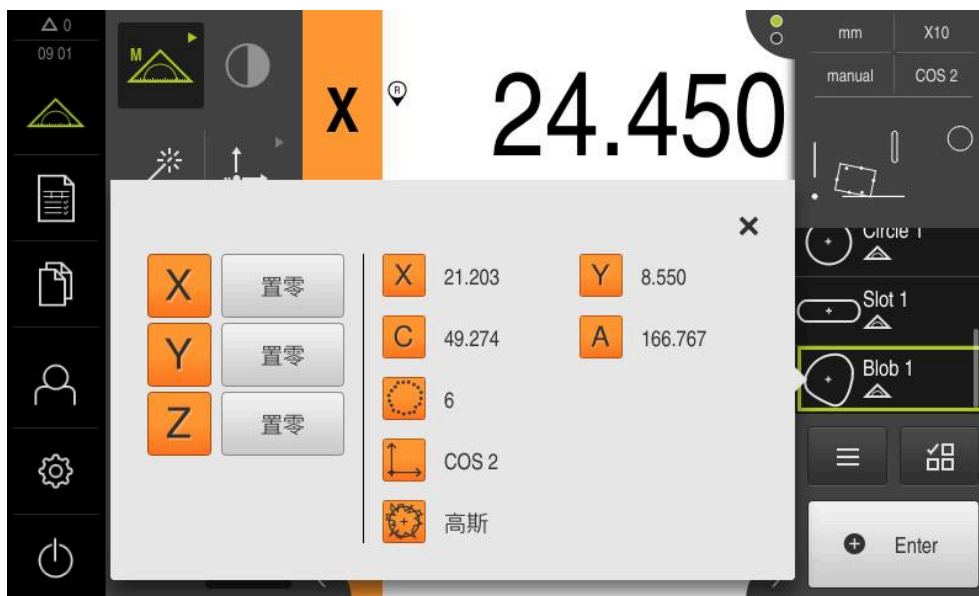 0
09 01
M
X
R
24.450
mm
X10
manual
COS 2
Circle 1
Slot 1
Blob 1
X 置零
Y 置零
Z 置零
X 21.203
Y 8.550
C 49.274
A 166.767
6
COS 2
高斯
Enter